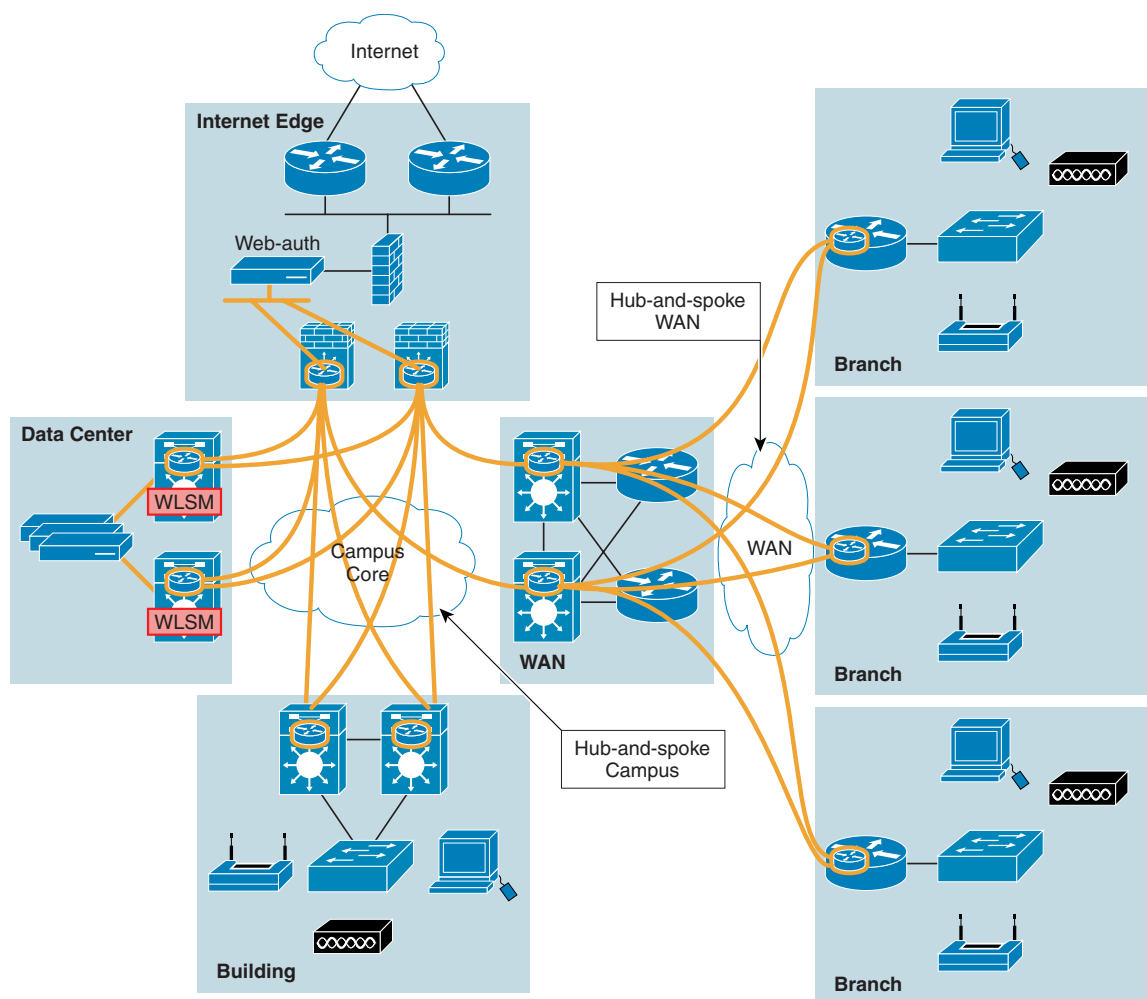 Internet
Internet Edge
Web-auth
Hub-and-spoke
WAN
Branch
Data Center
WLSM
WLSM
Campus
Core
WAN
WAN
Branch
Hub-and-spoke
Campus
Building
Branch